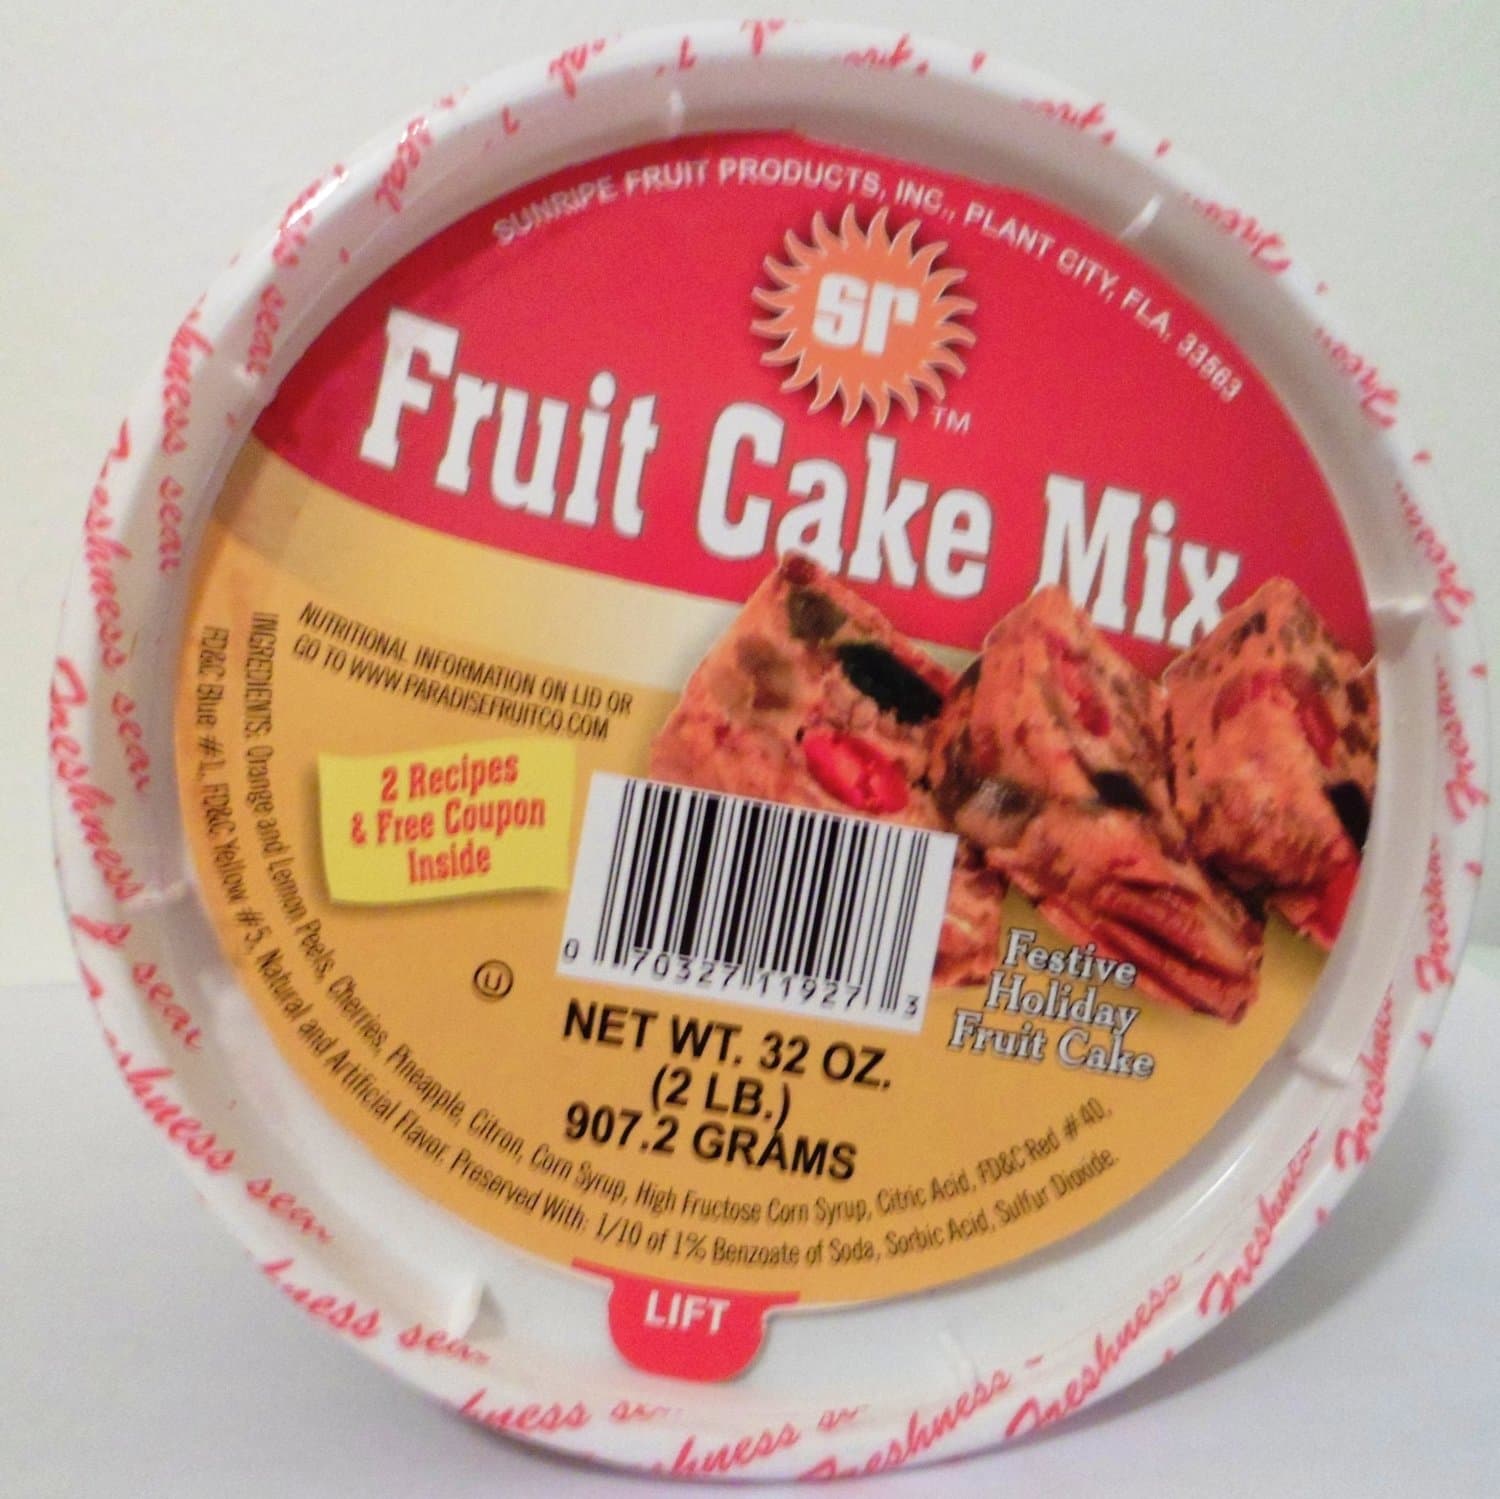 SUNRIPE FRUIT PRODUCTS, INC., PLANT CITY, FLA. 33563
sr
TM
Fruit Cake Mix
NUTRITIONAL INFORMATION ON LID OR
GO TO WWW.PARADISEFRUITCO.COM
2 Recipes
& Free Coupon
Inside
0 70327 11927 3
U
Festive
Holiday
Fruit Cake
NET WT. 32 OZ.
(2 LB.)
907.2 GRAMS
INGREDIENTS: Orange and Lemon Peels, Cherries, Pineapple, Citron, Corn Syrup, High Fructose Corn Syrup, Citric Acid, FD&C Red #40,
FD&C Blue #1, FD&C Yellow #5, Natural and Artificial Flavor. Preserved With: 1/10 of 1% Benzoate of Soda, Sorbic Acid, Sulfur Dioxide.
LIFT
Freshness seal